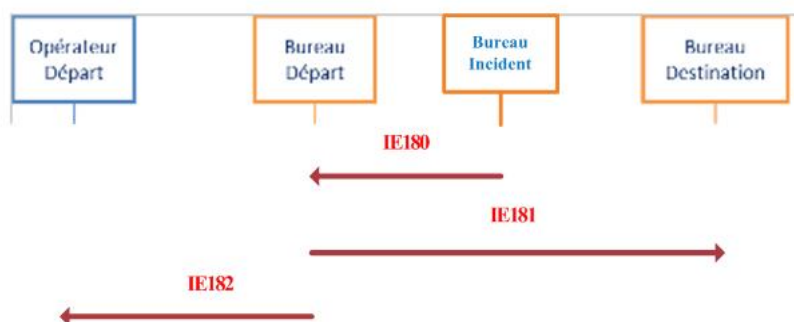 Opérateur
Départ
Bureau
Départ
Bureau
Incident
Bureau
Destination
IE180
IE181
IE182